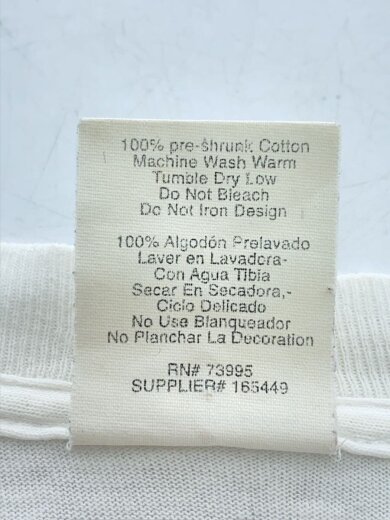 100% pre-shrunk Cotton
Machine Wash Warm
Tumble Dry Low
Do Not Bleach
Do Not Iron Design
100% Algodón Prelavado
Laver en Lavadora-
Con Agua Tibia
Secar En Secadora,-
Ciclo Delicado
No Use Blanqueador
No Planchar La Decoration
RN# 73995
SUPPLIER# 165449